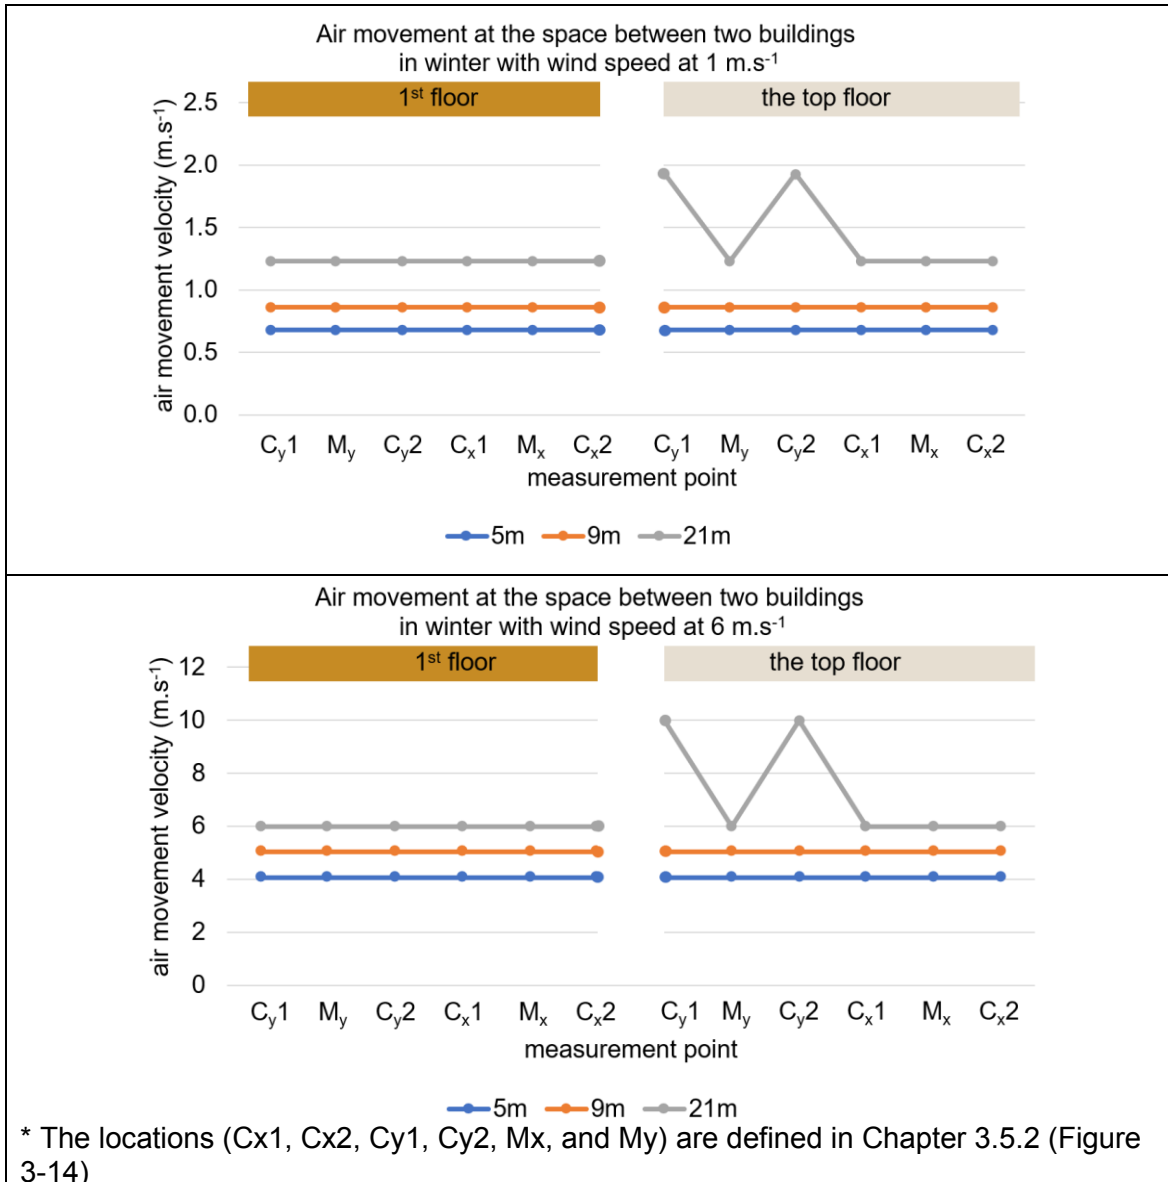 Air movement at the space between two buildings
in winter with wind speed at 1 m.s⁻¹
1ˢᵗ floor
the top floor
air movement velocity (m.s⁻¹)
2.5
2.0
1.5
1.0
0.5
0.0
Cy1 My Cy2 Cx1 Mx Cx2 Cy1 My Cy2 Cx1 Mx Cx2
measurement point
5m 9m 21m
Air movement at the space between two buildings
in winter with wind speed at 6 m.s⁻¹
1ˢᵗ floor
the top floor
air movement velocity (m.s⁻¹)
12
10
8
6
4
2
0
Cy1 My Cy2 Cx1 Mx Cx2 Cy1 My Cy2 Cx1 Mx Cx2
measurement point
5m 9m 21m
* The locations (Cx1, Cx2, Cy1, Cy2, Mx, and My) are defined in Chapter 3.5.2 (Figure
3-14)